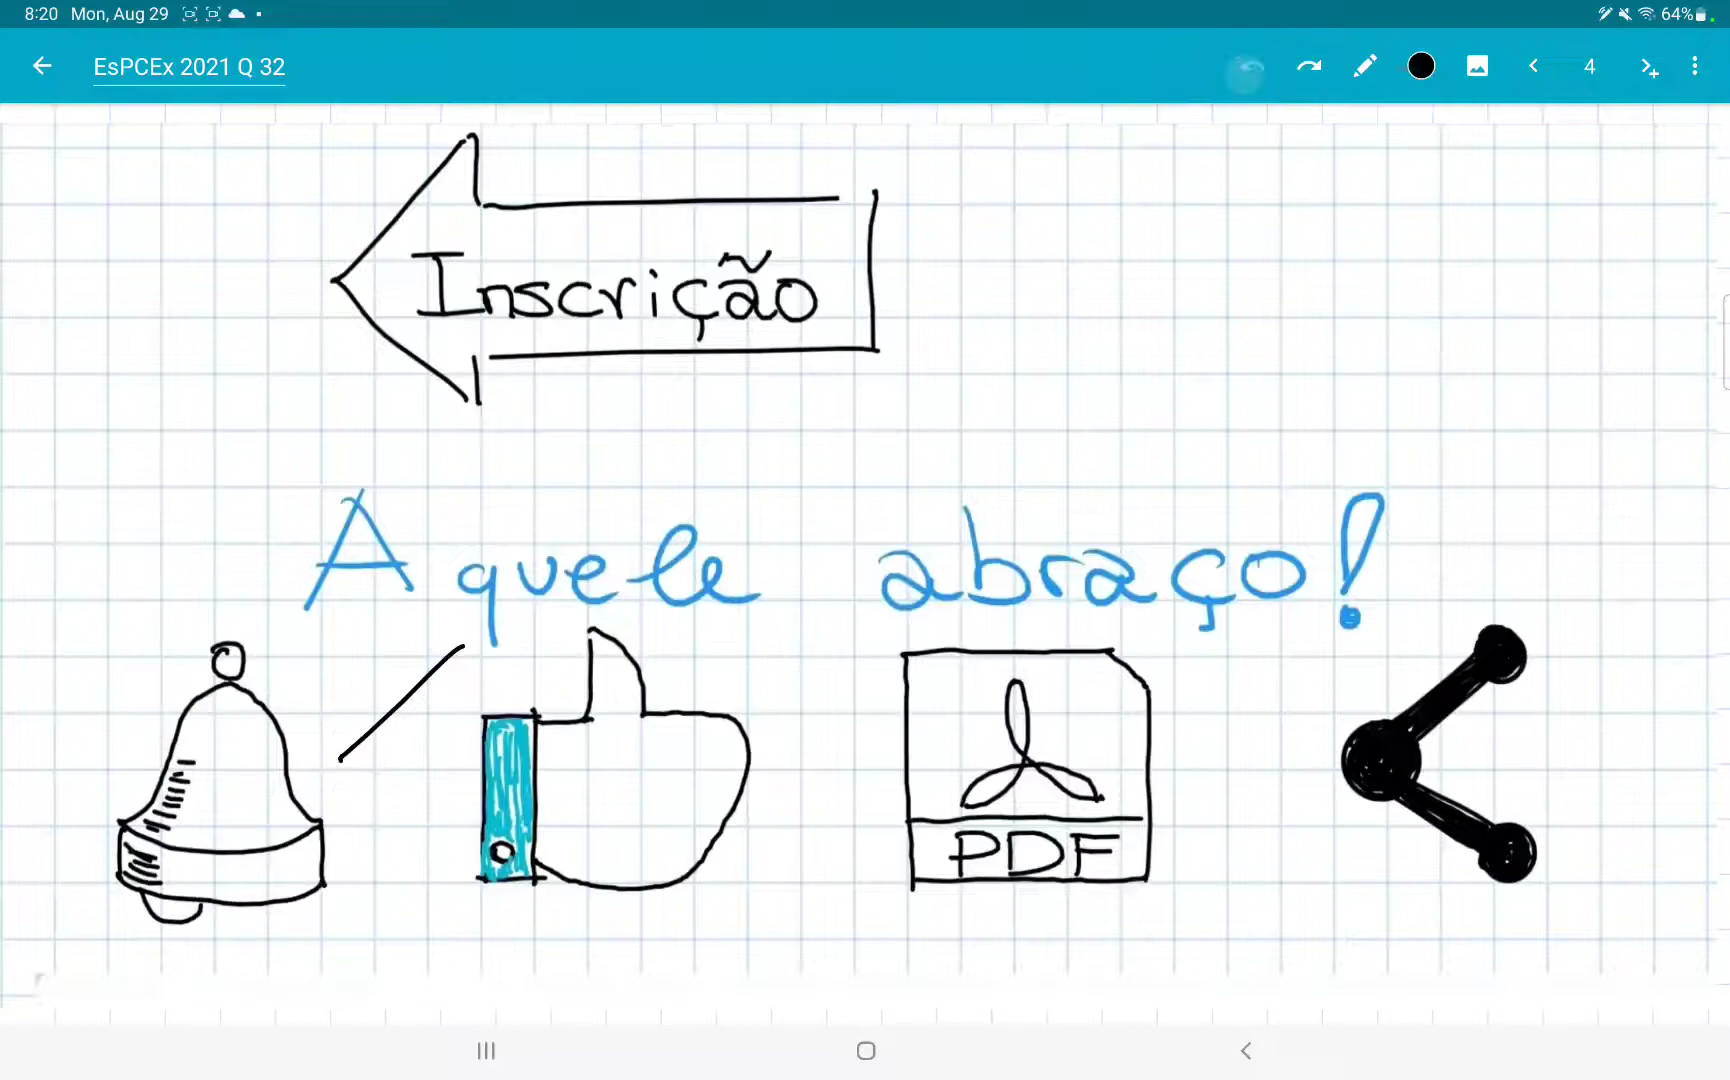 8:20 Mon, Aug 29 64%
EsPCEx 2021 Q 32 4
Inscrição
Aquele abraço!
PDF